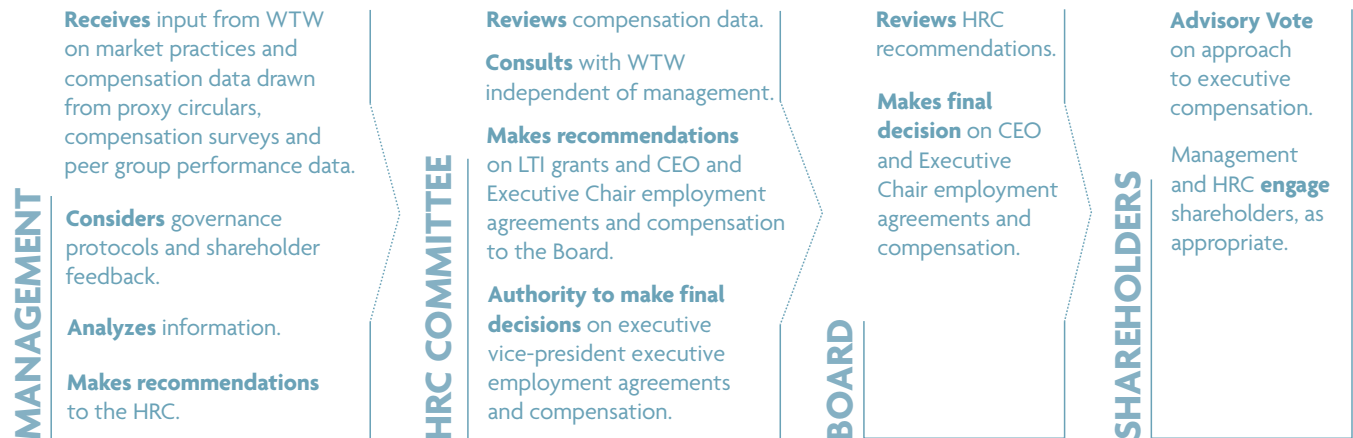 MANAGEMENT
Receives input from WTW
on market practices and
compensation data drawn
from proxy circulars,
compensation surveys and
peer group performance data.
Considers governance
protocols and shareholder
feedback.
Analyzes information.
Makes recommendations
to the HRC.
HRC COMMITTEE
Reviews compensation data.
Consults with WTW
independent of management.
Makes recommendations
on LTI grants and CEO and
Executive Chair employment
agreements and compensation
to the Board.
Authority to make final
decisions on executive
vice-president executive
employment agreements
and compensation.
BOARD
Reviews HRC
recommendations.
Makes final
decision on CEO
and Executive
Chair employment
agreements and
compensation.
SHAREHOLDERS
Advisory Vote
on approach
to executive
compensation.
Management
and HRC engage
shareholders, as
appropriate.